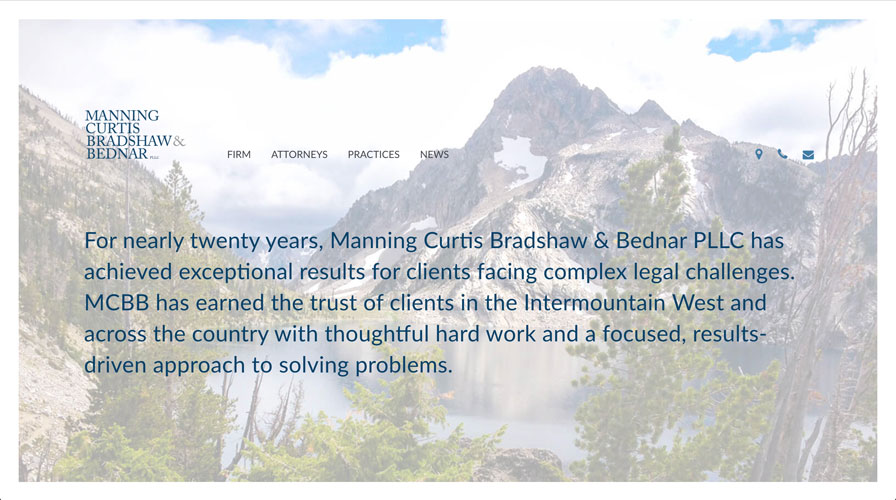 MANNING
CURTIS
BRADSHAW &
BEDNAR PLLC
FIRM ATTORNEYS PRACTICES NEWS
For nearly twenty years, Manning Curtis Bradshaw & Bednar PLLC has
achieved exceptional results for clients facing complex legal challenges.
MCBB has earned the trust of clients in the Intermountain West and
across the country with thoughtful hard work and a focused, results-
driven approach to solving problems.